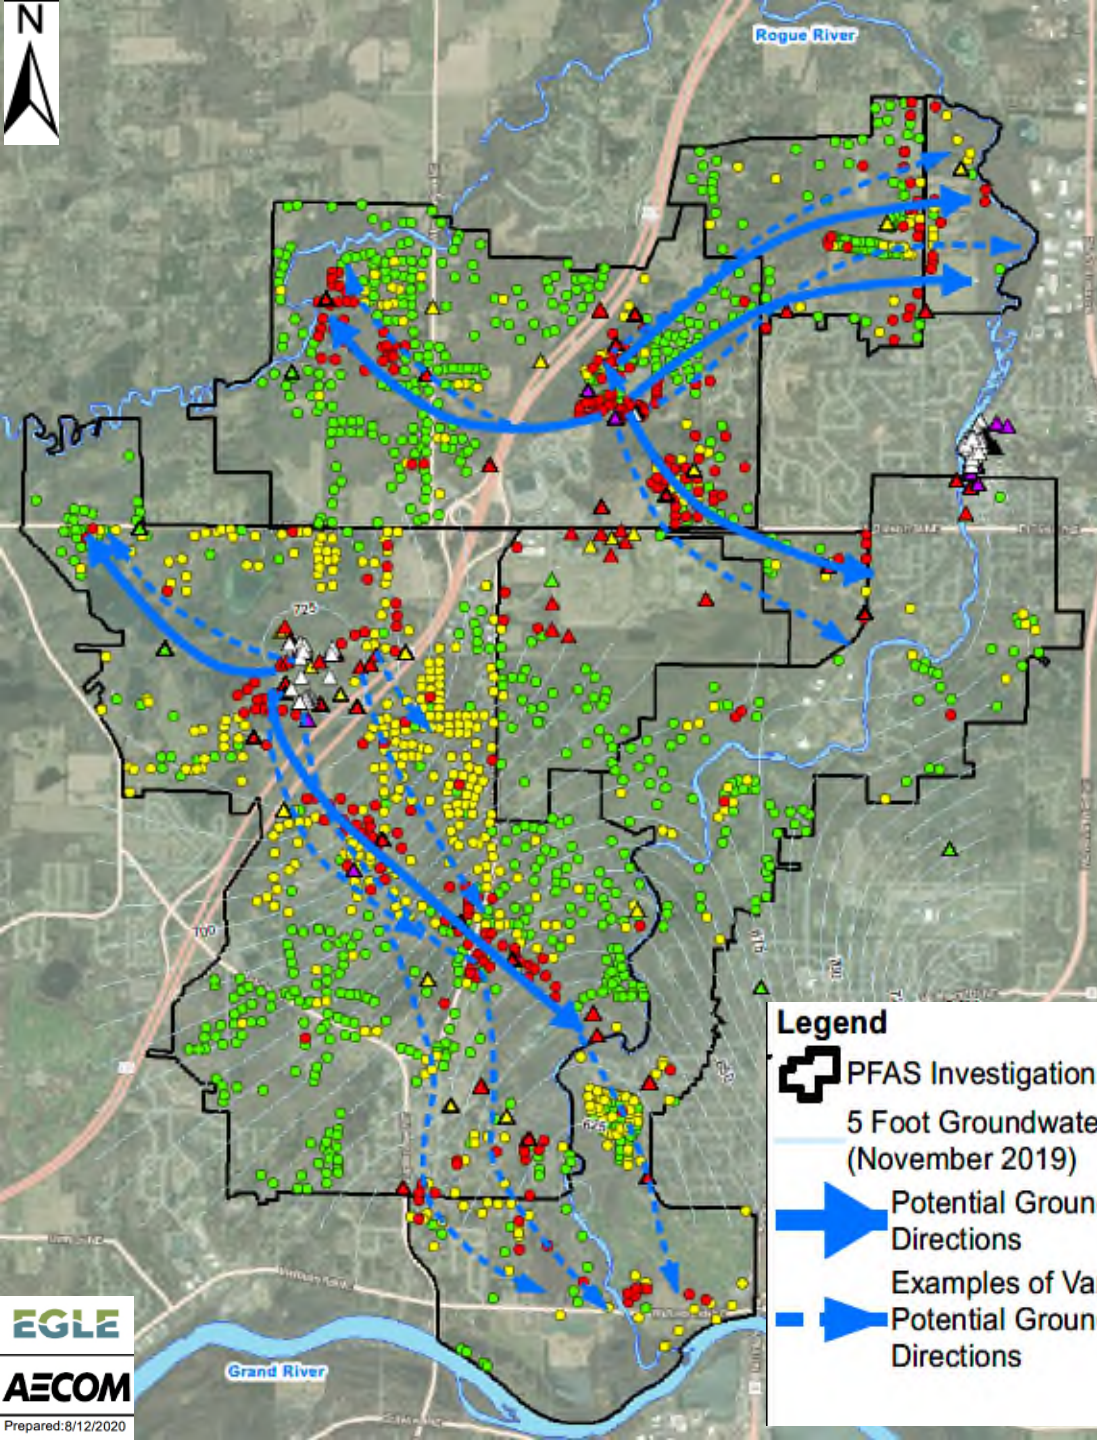 N
Rogue River
775
700
625
Legend
PFAS Investigation
5 Foot Groundwate
(November 2019)
Potential Groun
Directions
Examples of Va
Potential Groun
Directions
EGLE
AECOM
Prepared:8/12/2020
Grand River